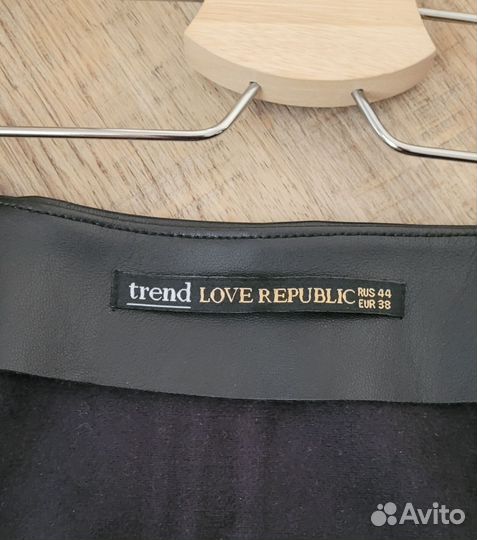 trend LOVE REPUBLIC RUS 44
EUR 38
Avito